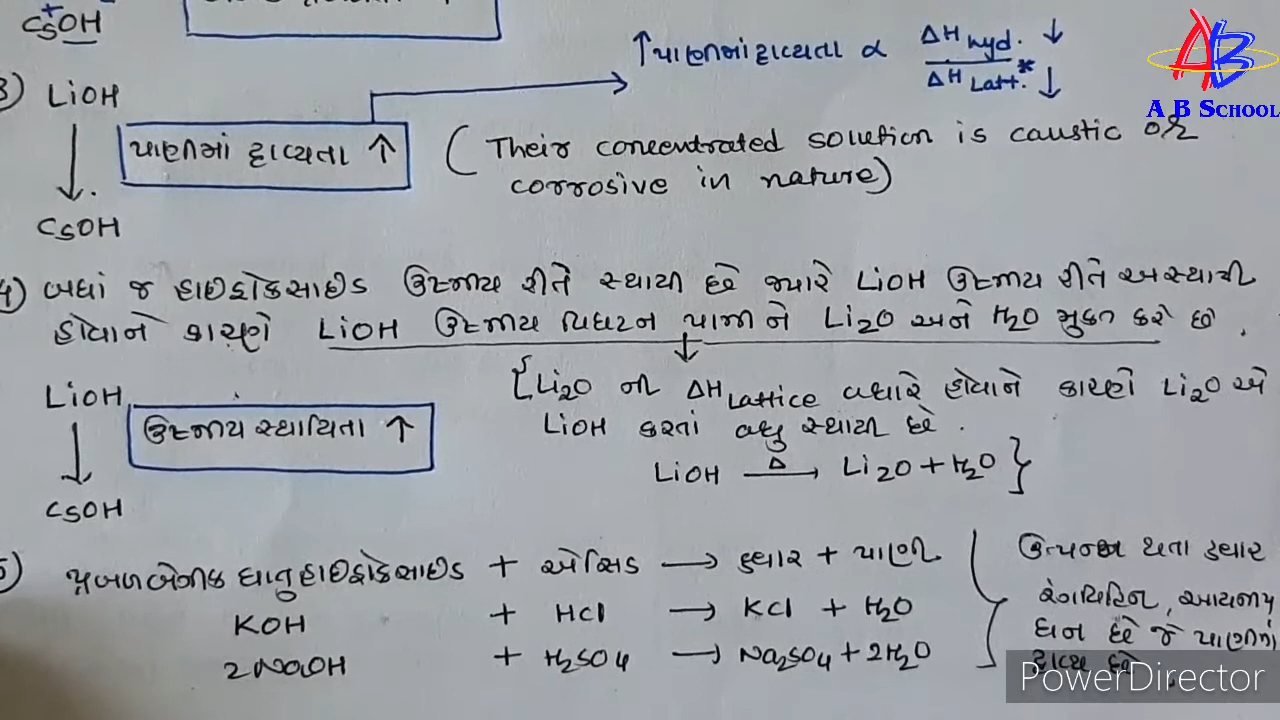 CsOH
↑ પાણીમાં દ્રાવ્યતા ∝ ΔH hyd. ↓ / ΔH Latt.* ↓
AB
A B SCHOOL
3) LiOH
↓
પાણીમાં દ્રાવ્યતા ↑
(Their concentrated solution is caustic or
corrosive in nature)
CsOH
4) બધાં જ હાઇડ્રોક્સાઇડ ઉષ્મીય રીતે સ્થાયી છે જ્યારે LiOH ઉષ્મીય રીતે અસ્થાયી
હોવાને કારણે LiOH ઉષ્મીય વિઘટન પામીને Li2O અને H2O મુક્ત કરે છે.
↓
{Li2O ની ΔH Lattice વધારે હોવાને કારણે Li2O એ
LiOH કરતાં વધુ સ્થાયી છે.
LiOH —Δ→ Li2O + H2O }
LiOH
↓
ઉષ્મીય સ્થાયિતા ↑
CsOH
5) પ્રબળ બેઝિક ધાતુહાઇડ્રોક્સાઇડ + એસિડ → ક્ષાર + પાણી
KOH + HCl → KCl + H2O
2NaOH + H2SO4 → Na2SO4 + 2H2O
ઉત્પન્ન થતા ક્ષાર
રંગવિહિન, આયનીય
ઘન છે જે પાણીમાં
દ્રાવ્ય છે.
PowerDirector